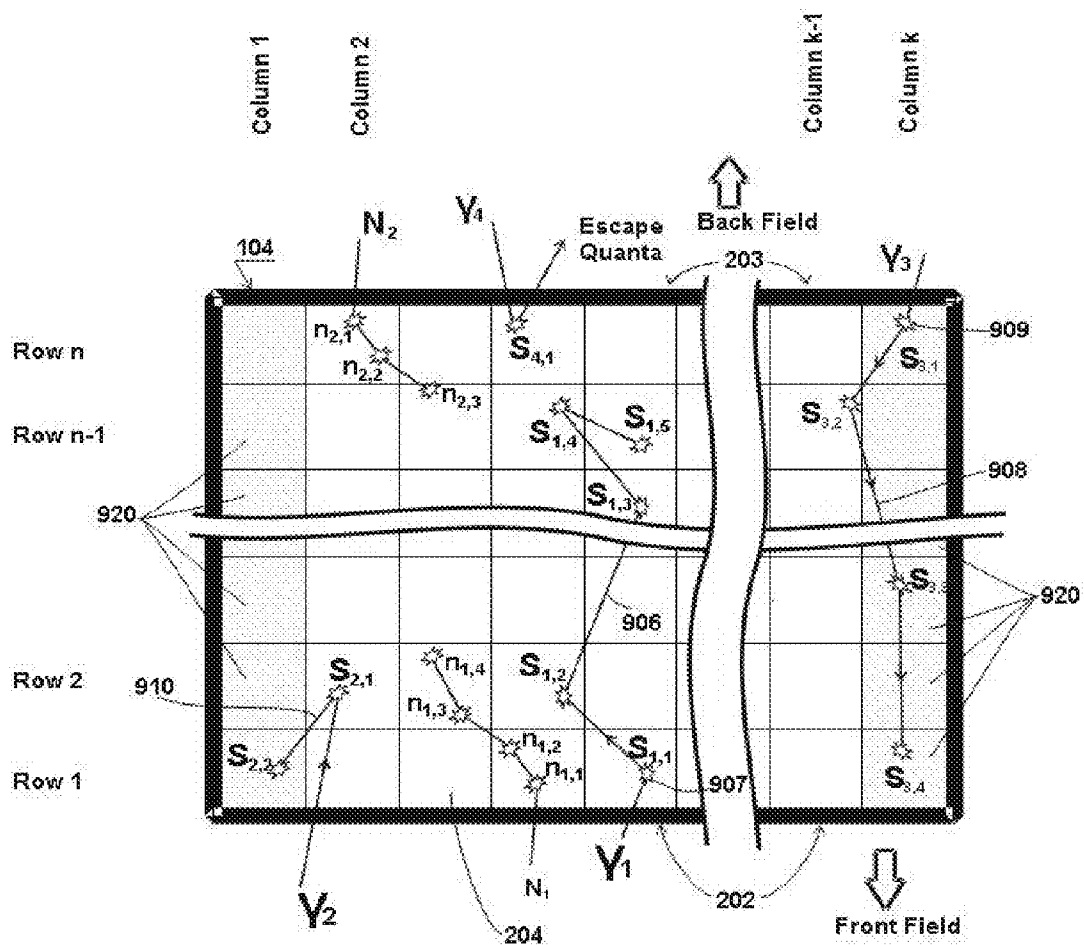 Column 1
Column 2
Column k-1
Column k
N2
Y4
Escape Quanta
Back Field
Y3
104
203
909
Row n
n2,1
n2,2
n2,3
S4,1
S3,1
S3,2
Row n-1
S1,4
S1,5
S1,3
908
920
S3,3
920
906
Row 2
910
S2,1
n1,4
n1,3
S1,2
Row 1
S2,2
n1,2
n1,1
S1,1
907
S3,4
Y2
N1
Y1
202
204
Front Field